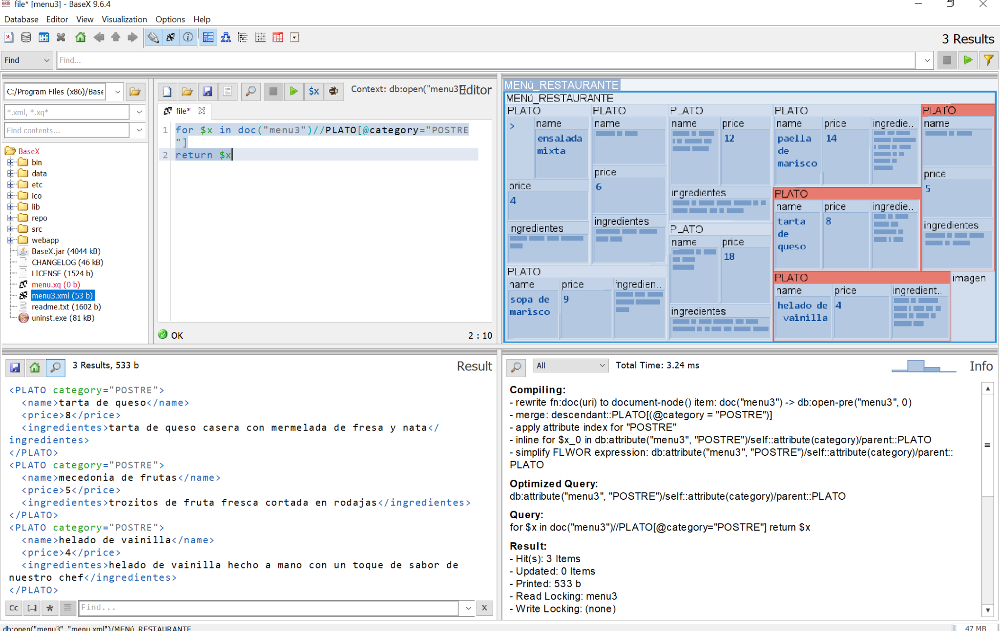 file* [menu3] - BaseX 9.6.4
Database Editor View Visualization Options Help
3 Results
Find Find...
C:/Program Files (x86)/Base
*.xml, *.xq*
Find contents...
BaseX
bin
data
etc
ico
lib
repo
src
webapp
BaseX.jar (4044 kB)
CHANGELOG (46 kB)
LICENSE (1524 b)
menu.xq (0 b)
menu3.xml (53 b)
readme.txt (1602 b)
uninst.exe (81 kB)
$x Context: db:open("menu3" Editor
file*
1 for $x in doc("menu3")//PLATO[@category="POSTRE
"]
2 return $x
OK 2 : 10
MENú_RESTAURANTE
MENú_RESTAURANTE
PLATO
>
name
ensalada
mixta
price
4
ingredientes
PLATO
name
price
6
ingredientes
PLATO
name
sopa de
marisco
price
9
ingredien..
PLATO
name
price
12
ingredientes
PLATO
name
price
18
ingredientes
PLATO
name
paella
de
marisco
price
14
ingredie..
PLATO
name
tarta
de
queso
price
8
ingredie..
PLATO
name
price
5
ingredientes
PLATO
name
helado de
vainilla
price
4
ingredient..
imagen
3 Results, 533 b Result
<PLATO category="POSTRE">
<name>tarta de queso</name>
<price>8</price>
<ingredientes>tarta de queso casera con mermelada de fresa y nata</
ingredientes>
</PLATO>
<PLATO category="POSTRE">
<name>mecedonia de frutas</name>
<price>5</price>
<ingredientes>trozitos de fruta fresca cortada en rodajas</ingredientes>
</PLATO>
<PLATO category="POSTRE">
<name>helado de vainilla</name>
<price>4</price>
<ingredientes>helado de vainilla hecho a mano con un toque de sabor de
nuestro chef</ingredientes>
</PLATO>
Cc [...] * Find... X
All Total Time: 3.24 ms Info
Compiling:
- rewrite fn:doc(uri) to document-node() item: doc("menu3") -> db:open-pre("menu3", 0)
- merge: descendant::PLATO[(@category = "POSTRE")]
- apply attribute index for "POSTRE"
- inline for $x_0 in db:attribute("menu3", "POSTRE")/self::attribute(category)/parent::PLATO
- simplify FLWOR expression: db:attribute("menu3", "POSTRE")/self::attribute(category)/parent::
PLATO
Optimized Query:
db:attribute("menu3", "POSTRE")/self::attribute(category)/parent::PLATO
Query:
for $x in doc("menu3")//PLATO[@category="POSTRE"] return $x
Result:
- Hit(s): 3 Items
- Updated: 0 Items
- Printed: 533 b
- Read Locking: menu3
- Write Locking: (none)
db:open("menu3", "menu.xml")/MENú_RESTAURANTE 47 MB